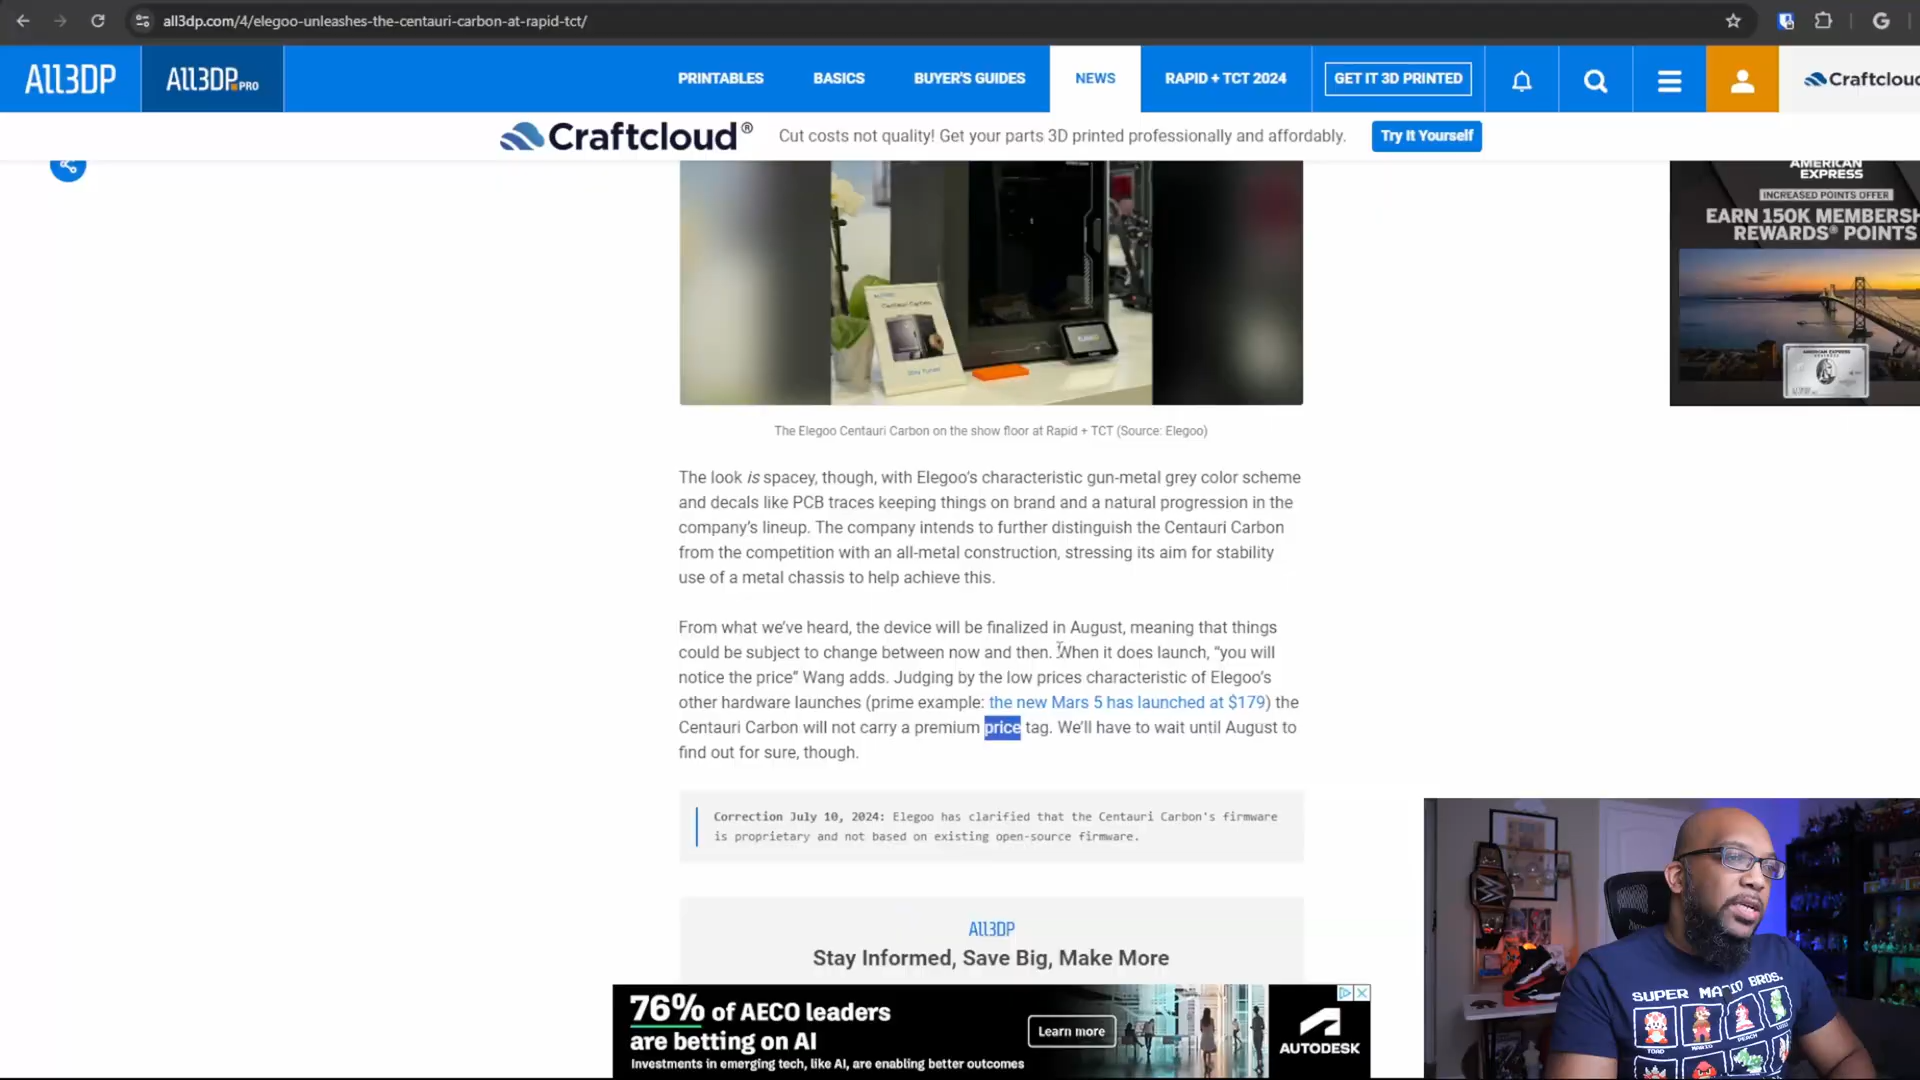 all3dp.com/4/elegoo-unleashes-the-centauri-carbon-at-rapid-tct/
ALL3DP
ALL3DP.PRO
PRINTABLES
BASICS
BUYER'S GUIDES
NEWS
RAPID + TCT 2024
GET IT 3D PRINTED
Craftcloud
Craftcloud®
Cut costs not quality! Get your parts 3D printed professionally and affordably.
Try It Yourself
AMERICAN
EXPRESS
INCREASED POINTS OFFER
EARN 150K MEMBERSH
REWARDS® POINTS
Centauri Carbon
The Elegoo Centauri Carbon on the show floor at Rapid + TCT (Source: Elegoo)
The look is spacey, though, with Elegoo's characteristic gun-metal grey color scheme
and decals like PCB traces keeping things on brand and a natural progression in the
company's lineup. The company intends to further distinguish the Centauri Carbon
from the competition with an all-metal construction, stressing its aim for stability
use of a metal chassis to help achieve this.
From what we've heard, the device will be finalized in August, meaning that things
could be subject to change between now and then. When it does launch, "you will
notice the price" Wang adds. Judging by the low prices characteristic of Elegoo's
other hardware launches (prime example: the new Mars 5 has launched at $179) the
Centauri Carbon will not carry a premium price tag. We'll have to wait until August to
find out for sure, though.
Correction July 10, 2024: Elegoo has clarified that the Centauri Carbon's firmware
is proprietary and not based on existing open-source firmware.
ALL3DP
Stay Informed, Save Big, Make More
76% of AECO leaders
are betting on AI
Investments in emerging tech, like AI, are enabling better outcomes
Learn more
AUTODESK
SUPER MARIO BROS.
TOAD
MARIO
PEACH